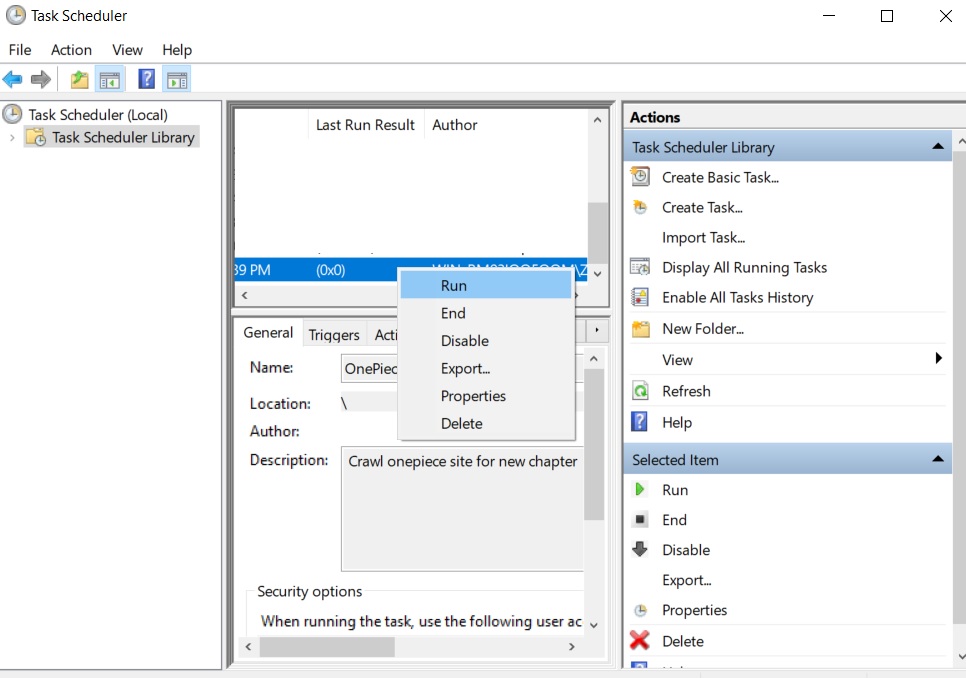 Task Scheduler
File Action View Help
Task Scheduler (Local)
Task Scheduler Library
Last Run Result Author
39 PM (0x0)
Run
End
Disable
Export...
Properties
Delete
General Triggers Acti
Name: OnePiec
Location: \
Author:
Description: Crawl onepiece site for new chapter
Security options
When running the task, use the following user ac
Actions
Task Scheduler Library
Create Basic Task...
Create Task...
Import Task...
Display All Running Tasks
Enable All Tasks History
New Folder...
View
Refresh
Help
Selected Item
Run
End
Disable
Export...
Properties
Delete